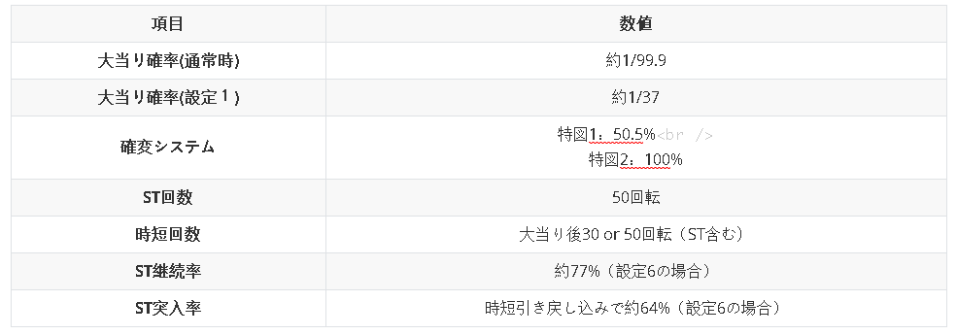 項目 数値
大当り確率(通常時) 約1/99.9
大当り確率(設定１) 約1/37
確変システム 特図1：50.5%<br />
特図2：100%
ST回数 50回転
時短回数 大当り後30 or 50回転（ST含む）
ST継続率 約77%（設定6の場合）
ST突入率 時短引き戻し込みで約64%（設定6の場合）